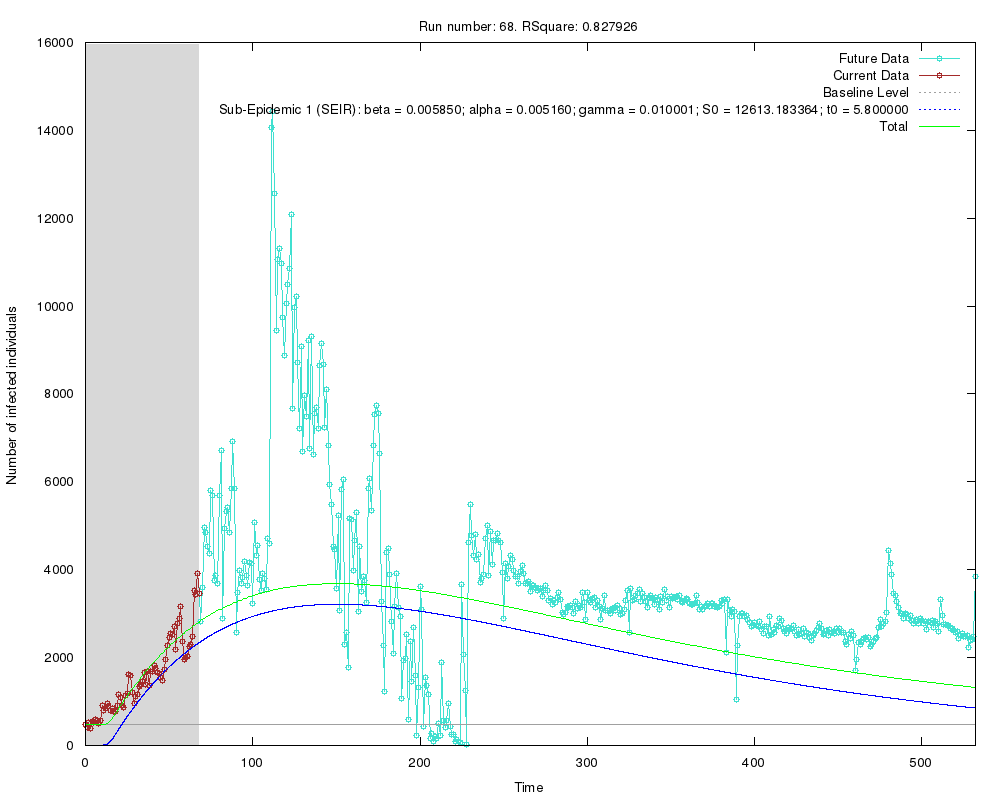 Run number: 68. RSquare: 0.827926
16000
14000
12000
10000
8000
6000
4000
2000
0
Number of infected individuals
Future Data
Current Data
Baseline Level
Sub-Epidemic 1 (SEIR): beta = 0.005850; alpha = 0.005160; gamma = 0.010001; S0 = 12613.183364; t0 = 5.800000
Total
0 100 200 300 400 500
Time